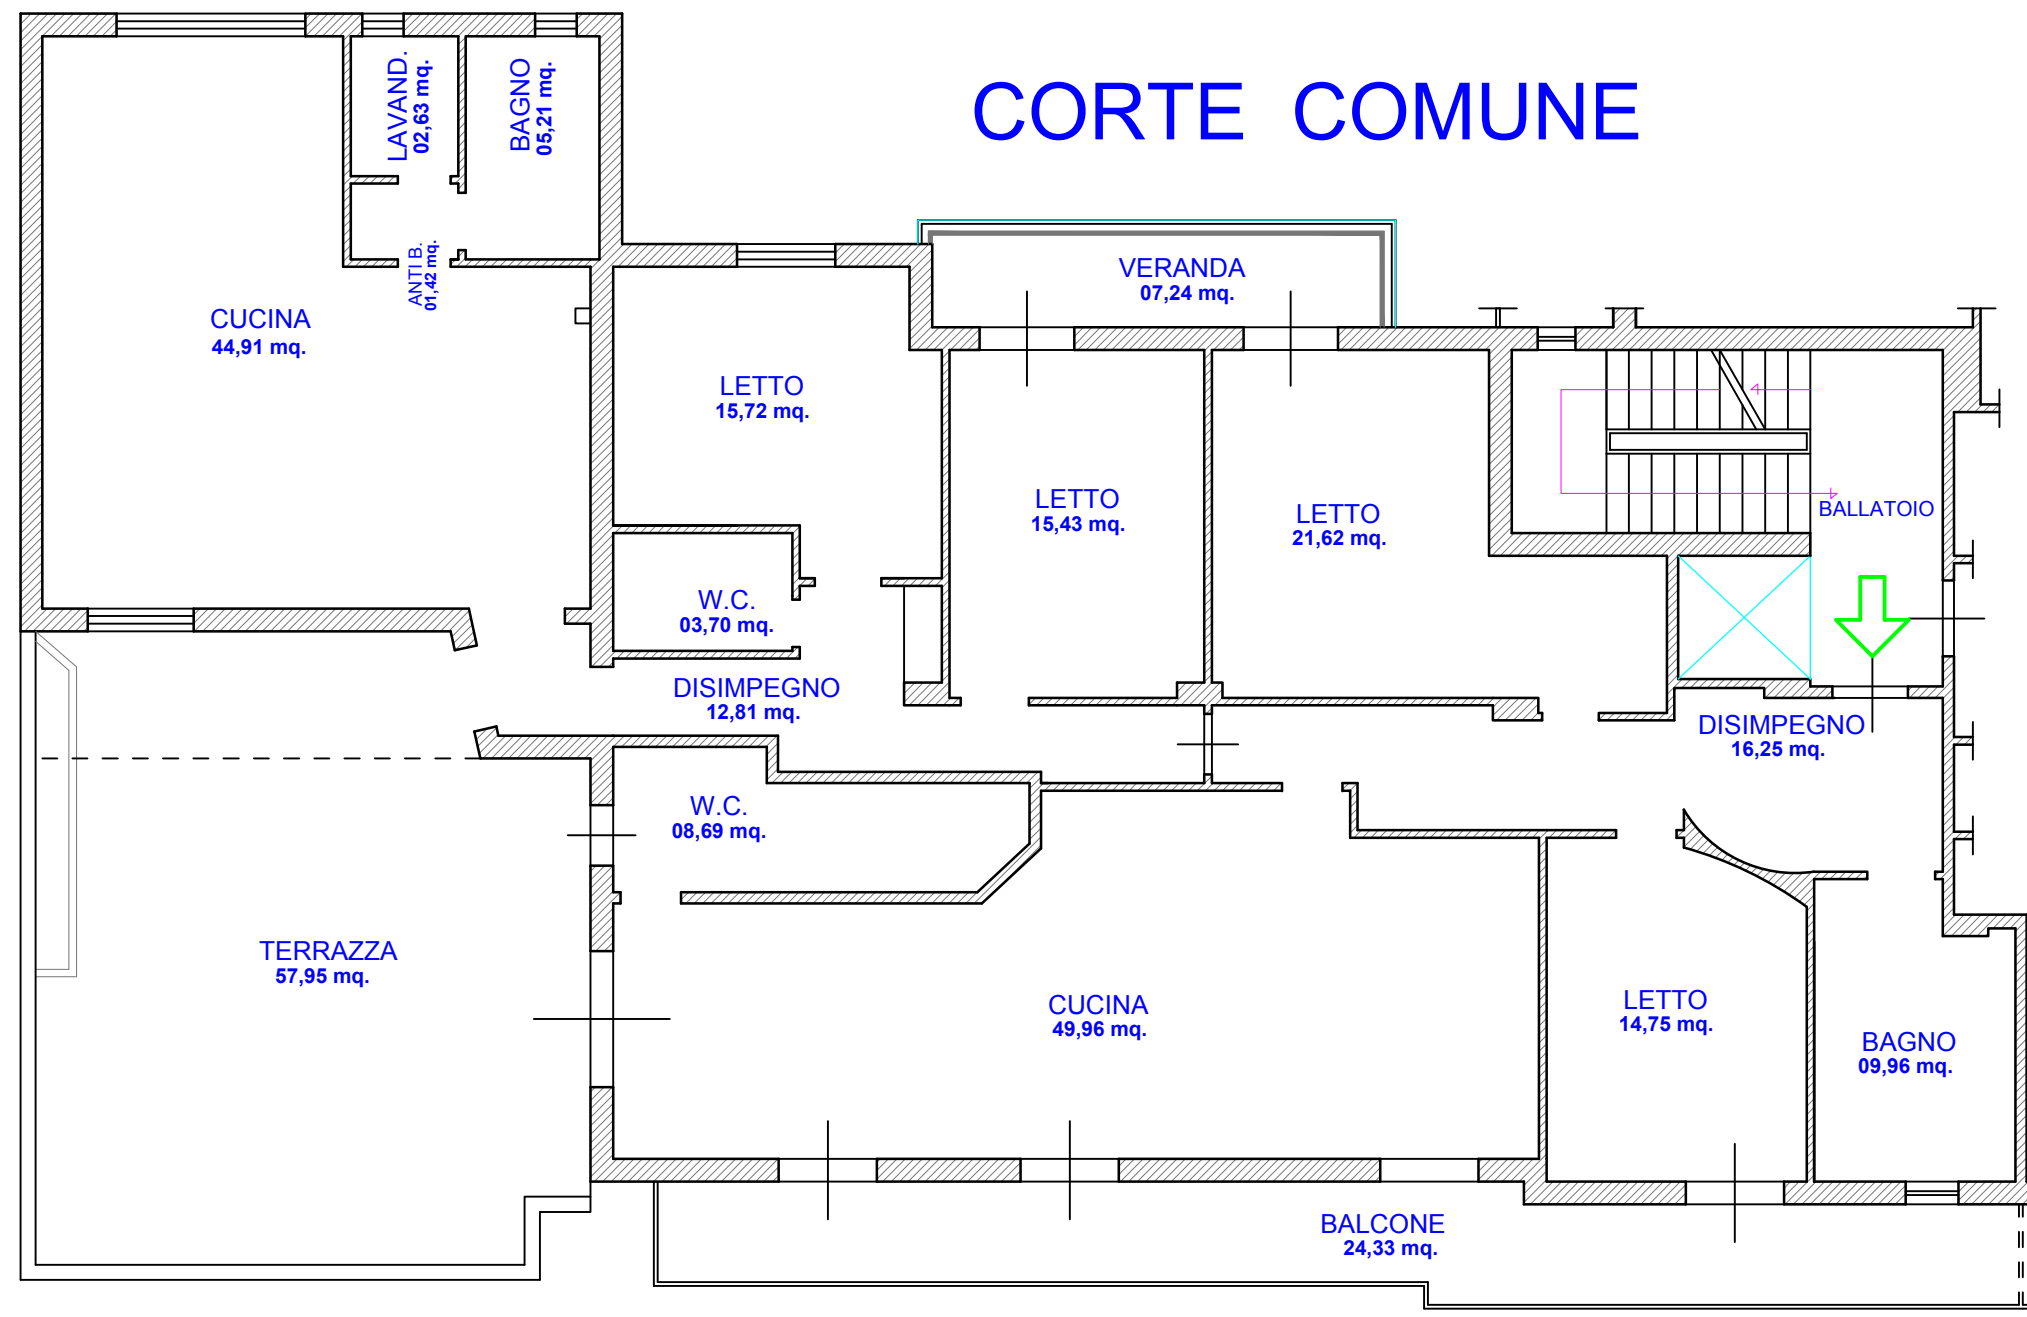 CORTE COMUNE
LAVAND.
02,63 mq.
BAGNO
05,21 mq.
ANTI B.
01,42 mq.
CUCINA
44,91 mq.
VERANDA
07,24 mq.
LETTO
15,72 mq.
LETTO
15,43 mq.
LETTO
21,62 mq.
BALLATOIO
W.C.
03,70 mq.
DISIMPEGNO
12,81 mq.
DISIMPEGNO
16,25 mq.
W.C.
08,69 mq.
TERRAZZA
57,95 mq.
CUCINA
49,96 mq.
LETTO
14,75 mq.
BAGNO
09,96 mq.
BALCONE
24,33 mq.